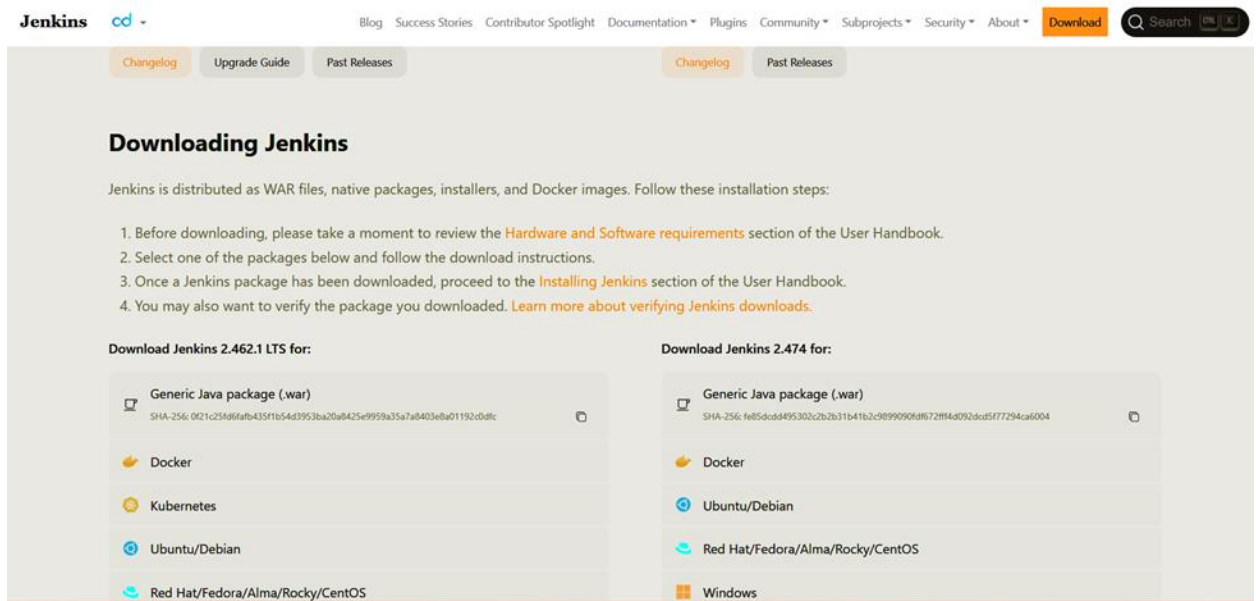 Jenkins cd Blog Success Stories Contributor Spotlight Documentation Plugins Community Subprojects Security About Download Search
Changelog Upgrade Guide Past Releases
Changelog Past Releases
Downloading Jenkins
Jenkins is distributed as WAR files, native packages, installers, and Docker images. Follow these installation steps:
1. Before downloading, please take a moment to review the Hardware and Software requirements section of the User Handbook.
2. Select one of the packages below and follow the download instructions.
3. Once a Jenkins package has been downloaded, proceed to the Installing Jenkins section of the User Handbook.
4. You may also want to verify the package you downloaded. Learn more about verifying Jenkins downloads.
Download Jenkins 2.462.1 LTS for:
Generic Java package (.war)
SHA-256:
Docker
Kubernetes
Ubuntu/Debian
Red Hat/Fedora/Alma/Rocky/CentOS
Download Jenkins 2.474 for:
Generic Java package (.war)
SHA-256:
Docker
Ubuntu/Debian
Red Hat/Fedora/Alma/Rocky/CentOS
Windows